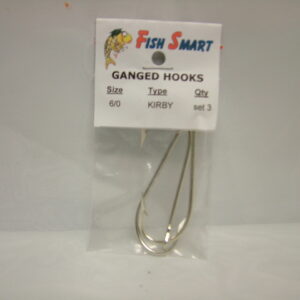 FISH SMART
GANGED HOOKS
Size Type Qty
6/0 KIRBY set 3